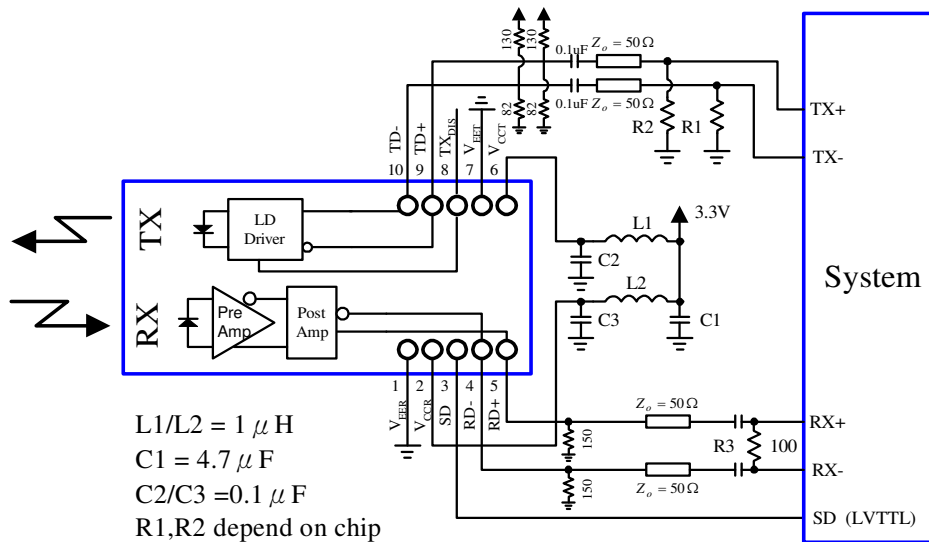 130
130
0.1uF
Zo = 50Ω
0.1uF
Zo = 50Ω
82
82
R2
R1
TX+
TX-
TD-
TD+
TXDIS
VEET
VCCT
10
9
8
7
6
TX
LD
Driver
3.3V
L1
C2
L2
C3
C1
System
RX
Pre
Amp
Post
Amp
1
2
3
4
5
VEER
VCCR
SD
RD-
RD+
150
Zo = 50Ω
R3
100
RX+
150
Zo = 50Ω
RX-
SD (LVTTL)
L1/L2 = 1 μH
C1 = 4.7 μF
C2/C3 =0.1 μF
R1,R2 depend on chip